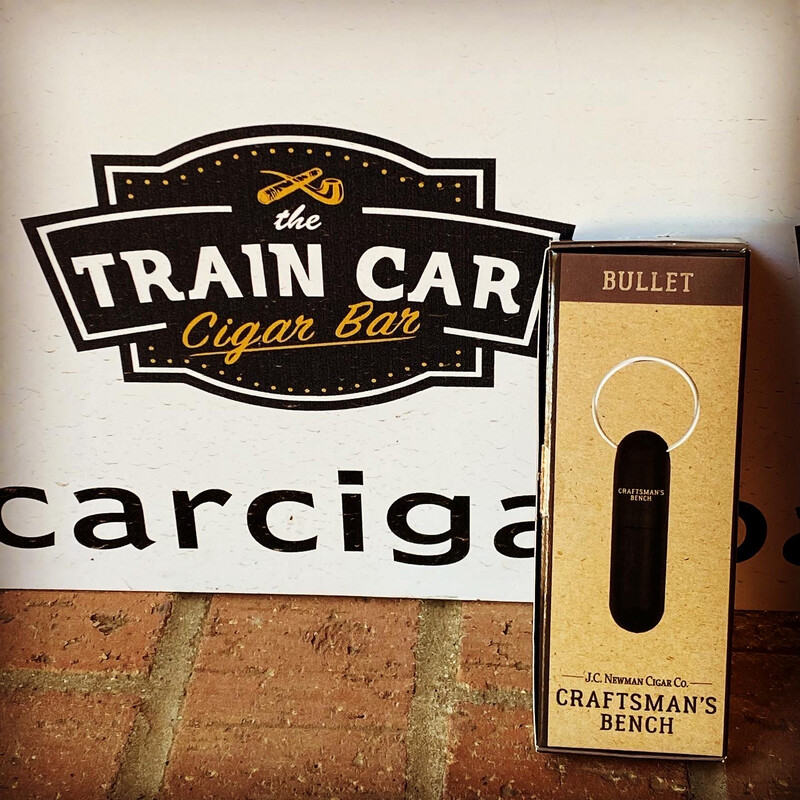 the
TRAIN CAR
Cigar Bar
carciga
BULLET
CRAFTSMAN'S
BENCH
J.C. NEWMAN CIGAR CO.
CRAFTSMAN'S
BENCH